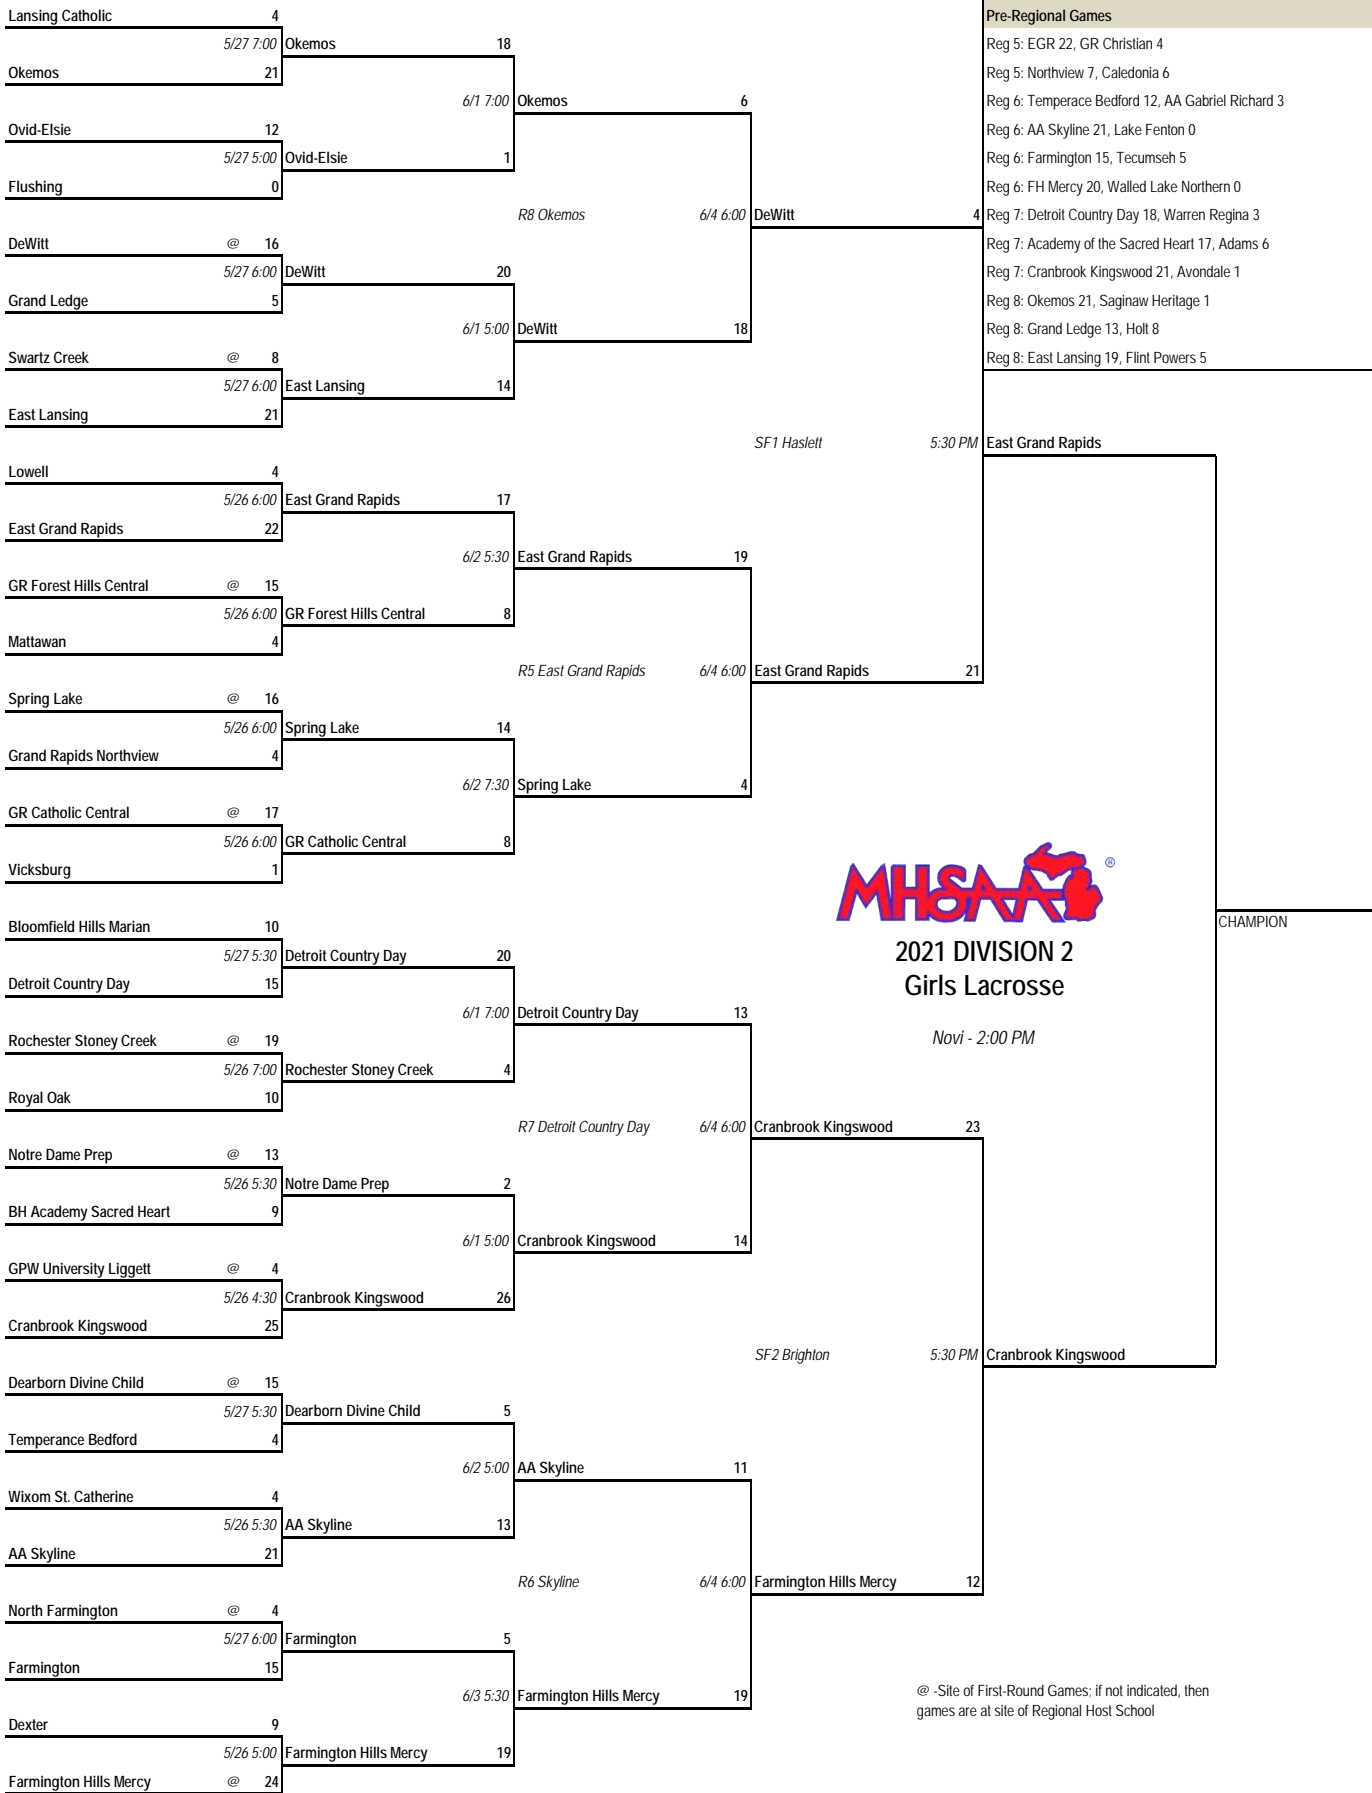 Lansing Catholic 4
5/27 7:00 Okemos 18
Okemos 21
6/1 7:00 Okemos 6
Ovid-Elsie 12
5/27 5:00 Ovid-Elsie 1
Flushing 0
R8 Okemos 6/4 6:00 DeWitt 4
DeWitt @ 16
5/27 6:00 DeWitt 20
Grand Ledge 5
6/1 5:00 DeWitt 18
Swartz Creek @ 8
5/27 6:00 East Lansing 14
East Lansing 21
SF1 Haslett 5:30 PM East Grand Rapids
Lowell 4
5/26 6:00 East Grand Rapids 17
East Grand Rapids 22
6/2 5:30 East Grand Rapids 19
GR Forest Hills Central @ 15
5/26 6:00 GR Forest Hills Central 8
Mattawan 4
R5 East Grand Rapids 6/4 6:00 East Grand Rapids 21
Spring Lake @ 16
5/26 6:00 Spring Lake 14
Grand Rapids Northview 4
6/2 7:30 Spring Lake 4
GR Catholic Central @ 17
5/26 6:00 GR Catholic Central 8
Vicksburg 1
Bloomfield Hills Marian 10
5/27 5:30 Detroit Country Day 20
Detroit Country Day 15
6/1 7:00 Detroit Country Day 13
Rochester Stoney Creek @ 19
5/26 7:00 Rochester Stoney Creek 4
Royal Oak 10
R7 Detroit Country Day 6/4 6:00 Cranbrook Kingswood 23
Notre Dame Prep @ 13
5/26 5:30 Notre Dame Prep 2
BH Academy Sacred Heart 9
6/1 5:00 Cranbrook Kingswood 14
GPW University Liggett @ 4
5/26 4:30 Cranbrook Kingswood 26
Cranbrook Kingswood 25
SF2 Brighton 5:30 PM Cranbrook Kingswood
Dearborn Divine Child @ 15
5/27 5:30 Dearborn Divine Child 5
Temperance Bedford 4
6/2 5:00 AA Skyline 11
Wixom St. Catherine 4
5/26 5:30 AA Skyline 13
AA Skyline 21
R6 Skyline 6/4 6:00 Farmington Hills Mercy 12
North Farmington @ 4
5/27 6:00 Farmington 5
Farmington 15
6/3 5:30 Farmington Hills Mercy 19
Dexter 9
5/26 5:00 Farmington Hills Mercy 19
Farmington Hills Mercy @ 24
Pre-Regional Games
Reg 5: EGR 22, GR Christian 4
Reg 5: Northview 7, Caledonia 6
Reg 6: Temperace Bedford 12, AA Gabriel Richard 3
Reg 6: AA Skyline 21, Lake Fenton 0
Reg 6: Farmington 15, Tecumseh 5
Reg 6: FH Mercy 20, Walled Lake Northern 0
Reg 7: Detroit Country Day 18, Warren Regina 3
Reg 7: Academy of the Sacred Heart 17, Adams 6
Reg 7: Cranbrook Kingswood 21, Avondale 1
Reg 8: Okemos 21, Saginaw Heritage 1
Reg 8: Grand Ledge 13, Holt 8
Reg 8: East Lansing 19, Flint Powers 5
MHSAA ®
CHAMPION
2021 DIVISION 2
Girls Lacrosse
Novi - 2:00 PM
@ -Site of First-Round Games; if not indicated, then
games are at site of Regional Host School